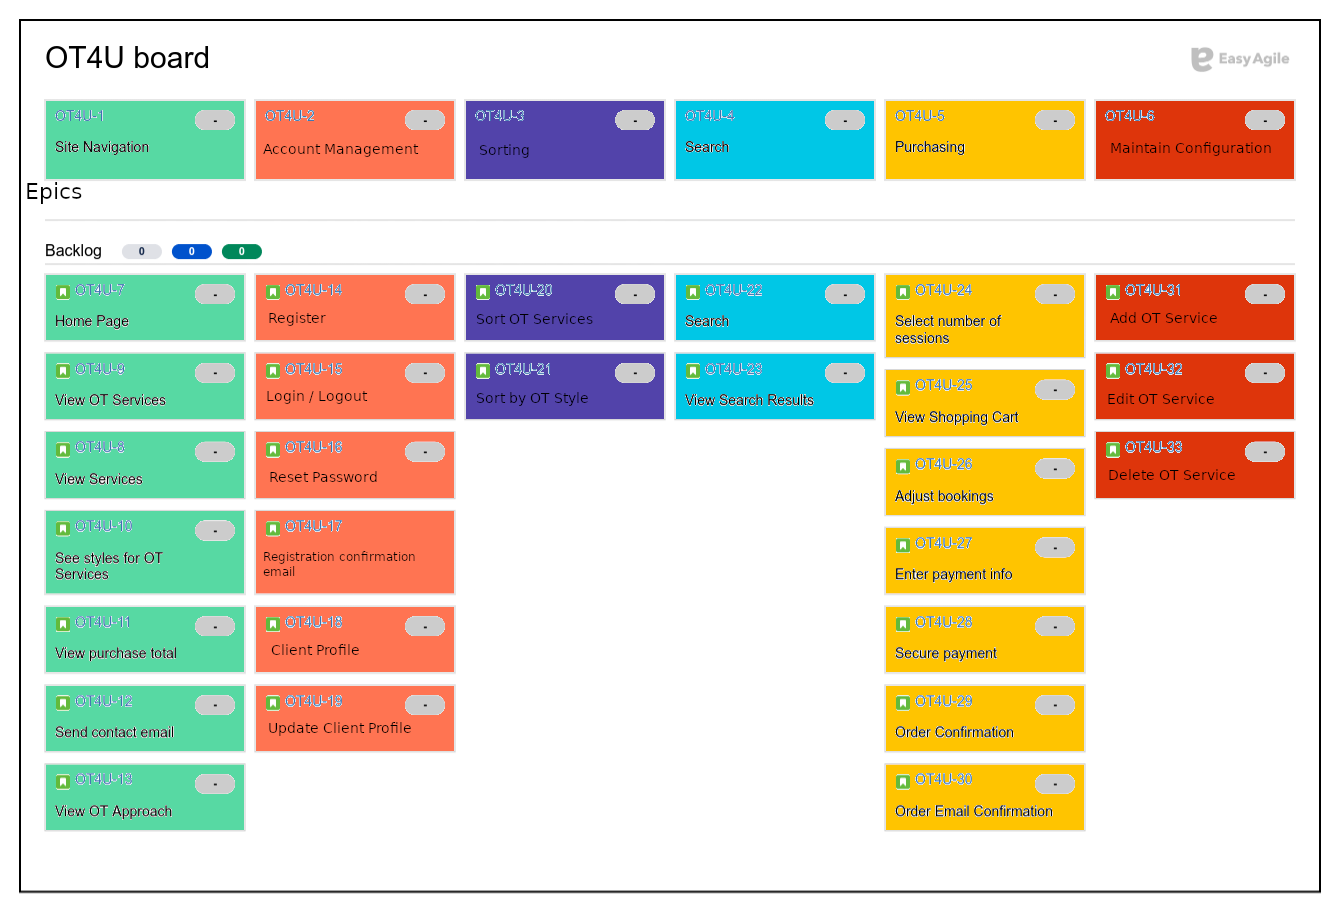 OT4U board
EasyAgile
OT4U-1
-
Site Navigation
OT4U-2
-
Account Management
OT4U-3
-
Sorting
OT4U-4
-
Search
OT4U-5
-
Purchasing
OT4U-6
-
Maintain Configuration
Epics
Backlog 0 0 0
OT4U-7
-
Home Page
OT4U-9
-
View OT Services
OT4U-8
-
View Services
OT4U-10
-
See styles for OT
Services
OT4U-11
-
View purchase total
OT4U-12
-
Send contact email
OT4U-13
-
View OT Approach
OT4U-14
-
Register
OT4U-15
-
Login / Logout
OT4U-16
-
Reset Password
OT4U-17
Registration confirmation
email
-
Client Profile
-
Update Client Profile
OT4U-20
-
Sort OT Services
OT4U-21
-
Sort by OT Style
OT4U-22
-
Search
OT4U-23
-
View Search Results
OT4U-24
-
Select number of
sessions
OT4U-25
-
View Shopping Cart
OT4U-26
-
Adjust bookings
OT4U-27
-
Enter payment info
OT4U-28
-
Secure payment
OT4U-29
-
Order Confirmation
OT4U-30
-
Order Email Confirmation
OT4U-31
-
Add OT Service
OT4U-32
-
Edit OT Service
OT4U-33
-
Delete OT Service